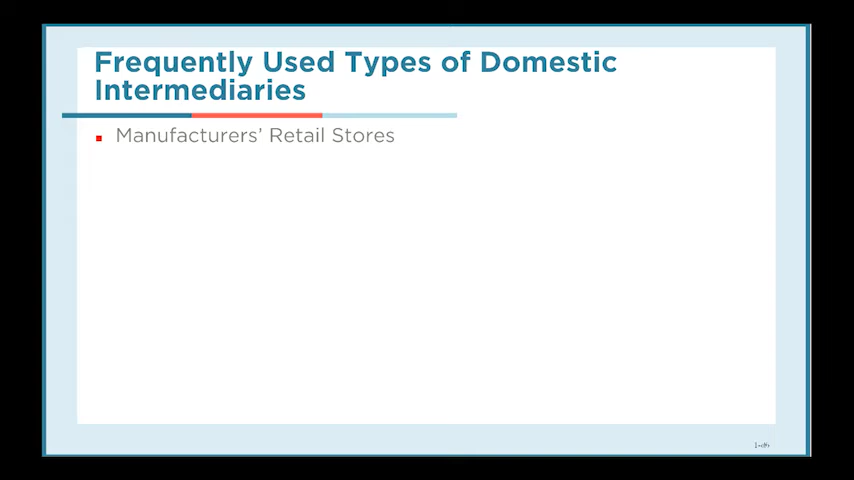 Frequently Used Types of Domestic
Intermediaries
Manufacturers' Retail Stores